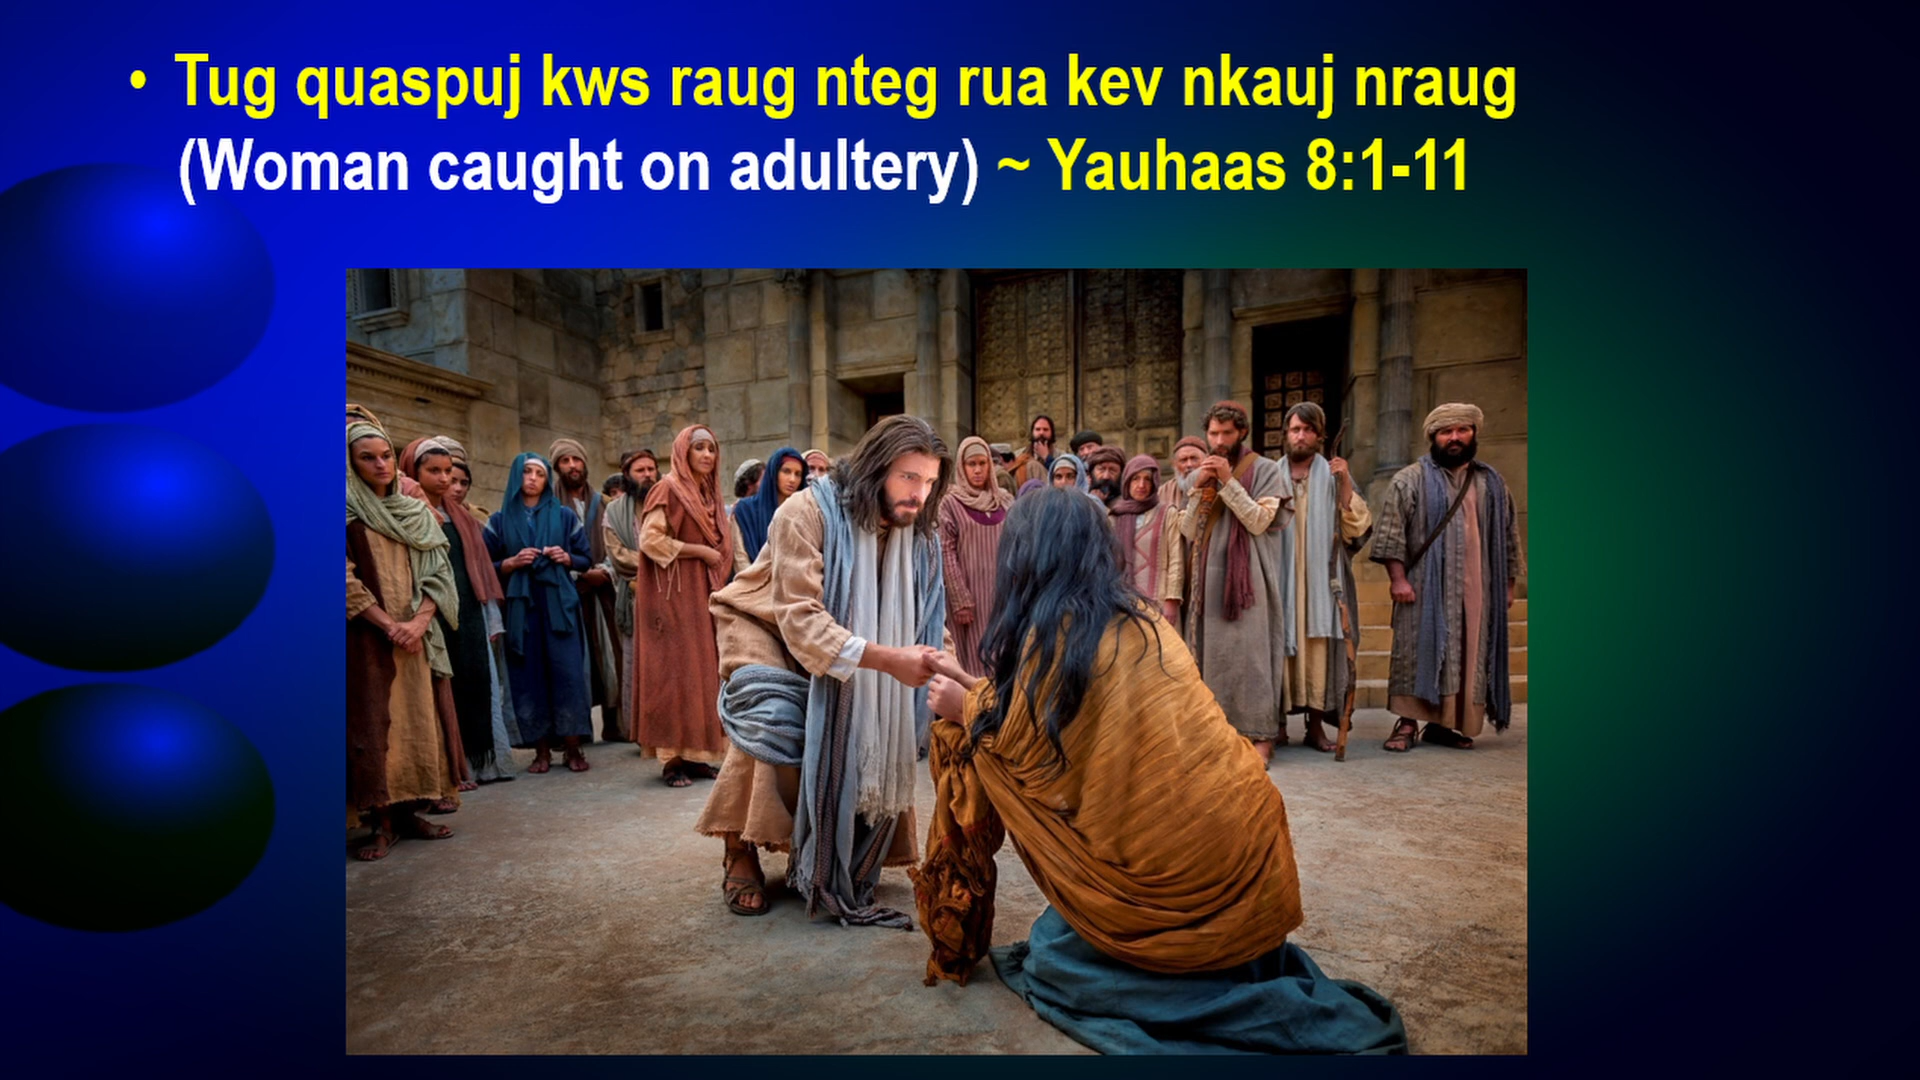 • Tug quaspuj kws raug nteg rua kev nkauj nraug
(Woman caught on adultery) ~ Yauhaas 8:1-11